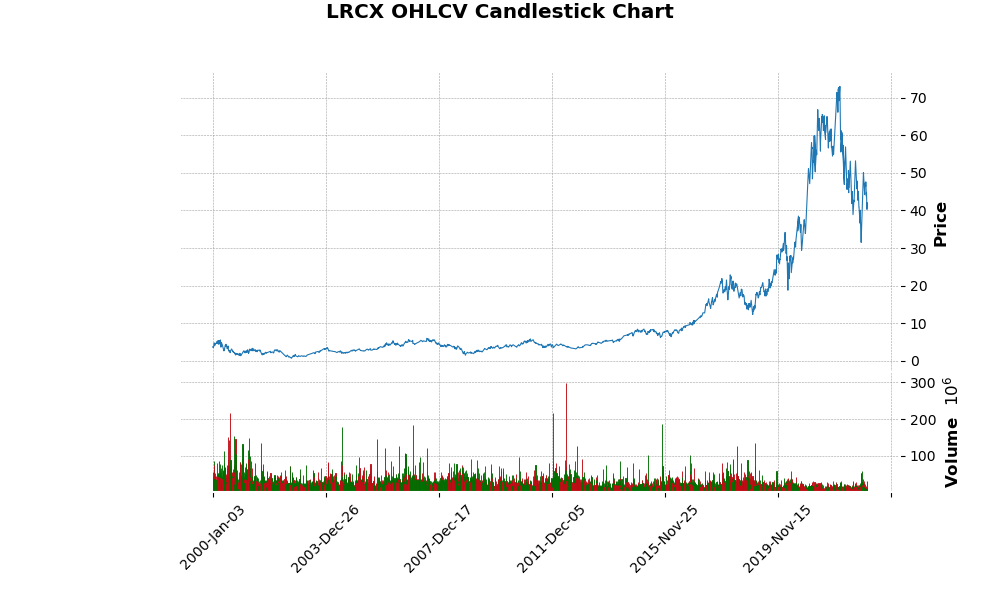 LRCX OHLCV Candlestick Chart
70
60
50
40
30
20
10
0
Price
300
200
100
Volume 10^6
2000-Jan-03
2003-Dec-26
2007-Dec-17
2011-Dec-05
2015-Nov-25
2019-Nov-15